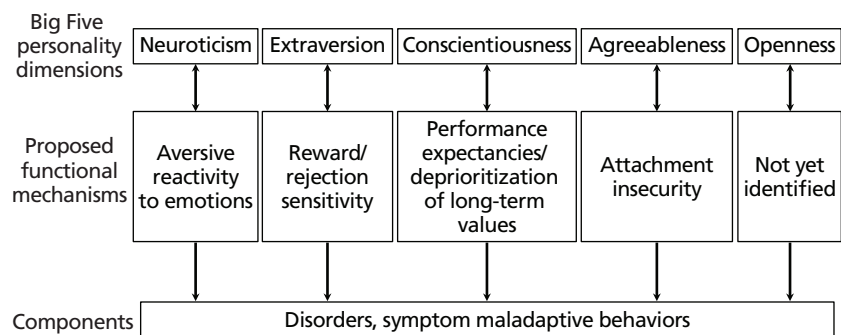 Big Five
personality
dimensions
Neuroticism
Extraversion
Conscientiousness
Agreeableness
Openness
Proposed
functional
mechanisms
Aversive
reactivity
to emotions
Reward/
rejection
sensitivity
Performance
expectancies/
deprioritization
of long-term
values
Attachment
insecurity
Not yet
identified
Components
Disorders, symptom maladaptive behaviors